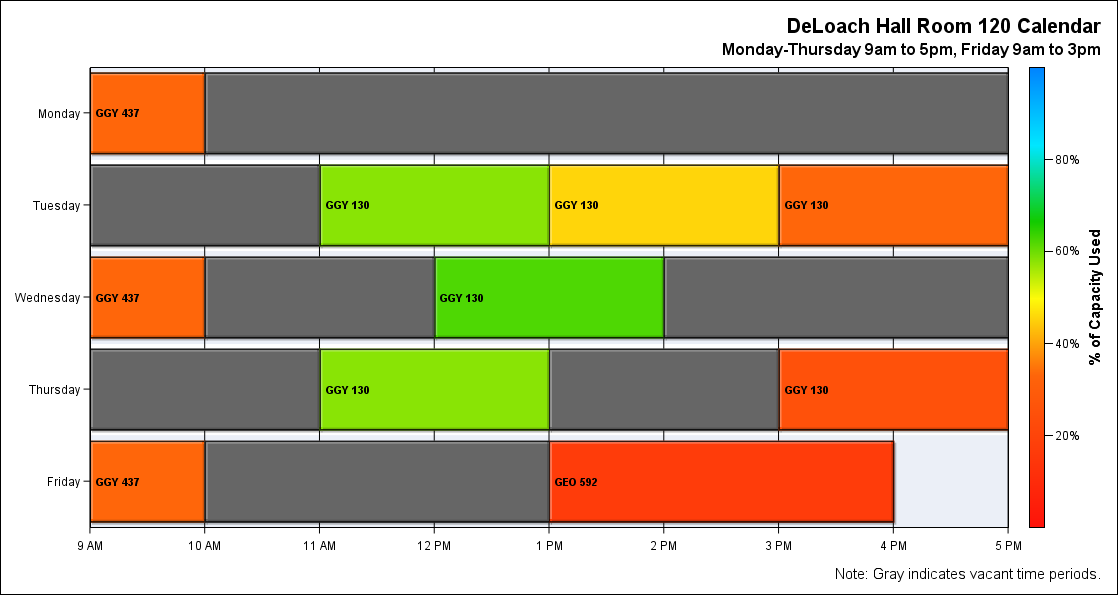 DeLoach Hall Room 120 Calendar
Monday-Thursday 9am to 5pm, Friday 9am to 3pm
Monday
GGY 437
Tuesday
GGY 130
GGY 130
GGY 130
Wednesday
GGY 437
GGY 130
Thursday
GGY 130
GGY 130
Friday
GGY 437
GEO 592
9 AM
10 AM
11 AM
12 PM
1 PM
2 PM
3 PM
4 PM
5 PM
80%
60%
40%
20%
% of Capacity Used
Note: Gray indicates vacant time periods.